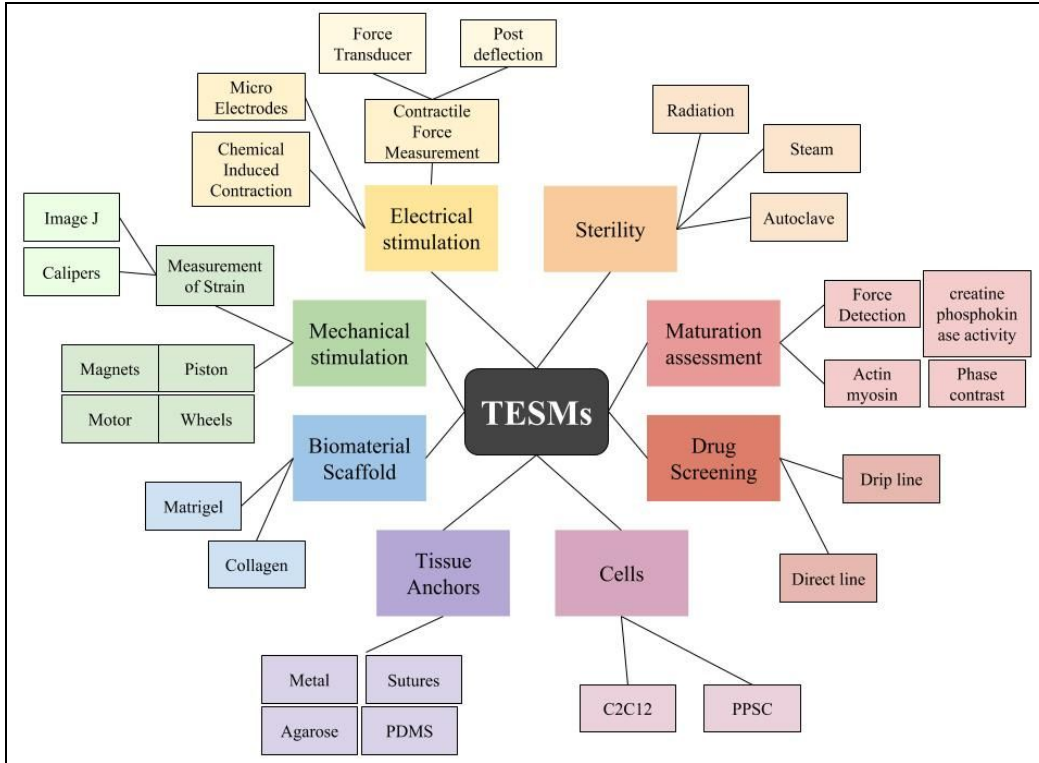 Force
Transducer
Post
deflection
Micro
Electrodes
Contractile
Force
Measurement
Chemical
Induced
Contraction
Electrical
stimulation
Radiation
Steam
Autoclave
Sterility
Image J
Calipers
Measurement
of Strain
Mechanical
stimulation
Magnets
Piston
Motor
Wheels
Maturation
assessment
Force
Detection
creatine
phosphokin
ase activity
Actin
myosin
Phase
contrast
TESMs
Biomaterial
Scaffold
Matrigel
Collagen
Drug
Screening
Drip line
Direct line
Tissue
Anchors
Metal
Sutures
Agarose
PDMS
Cells
C2C12
PPSC